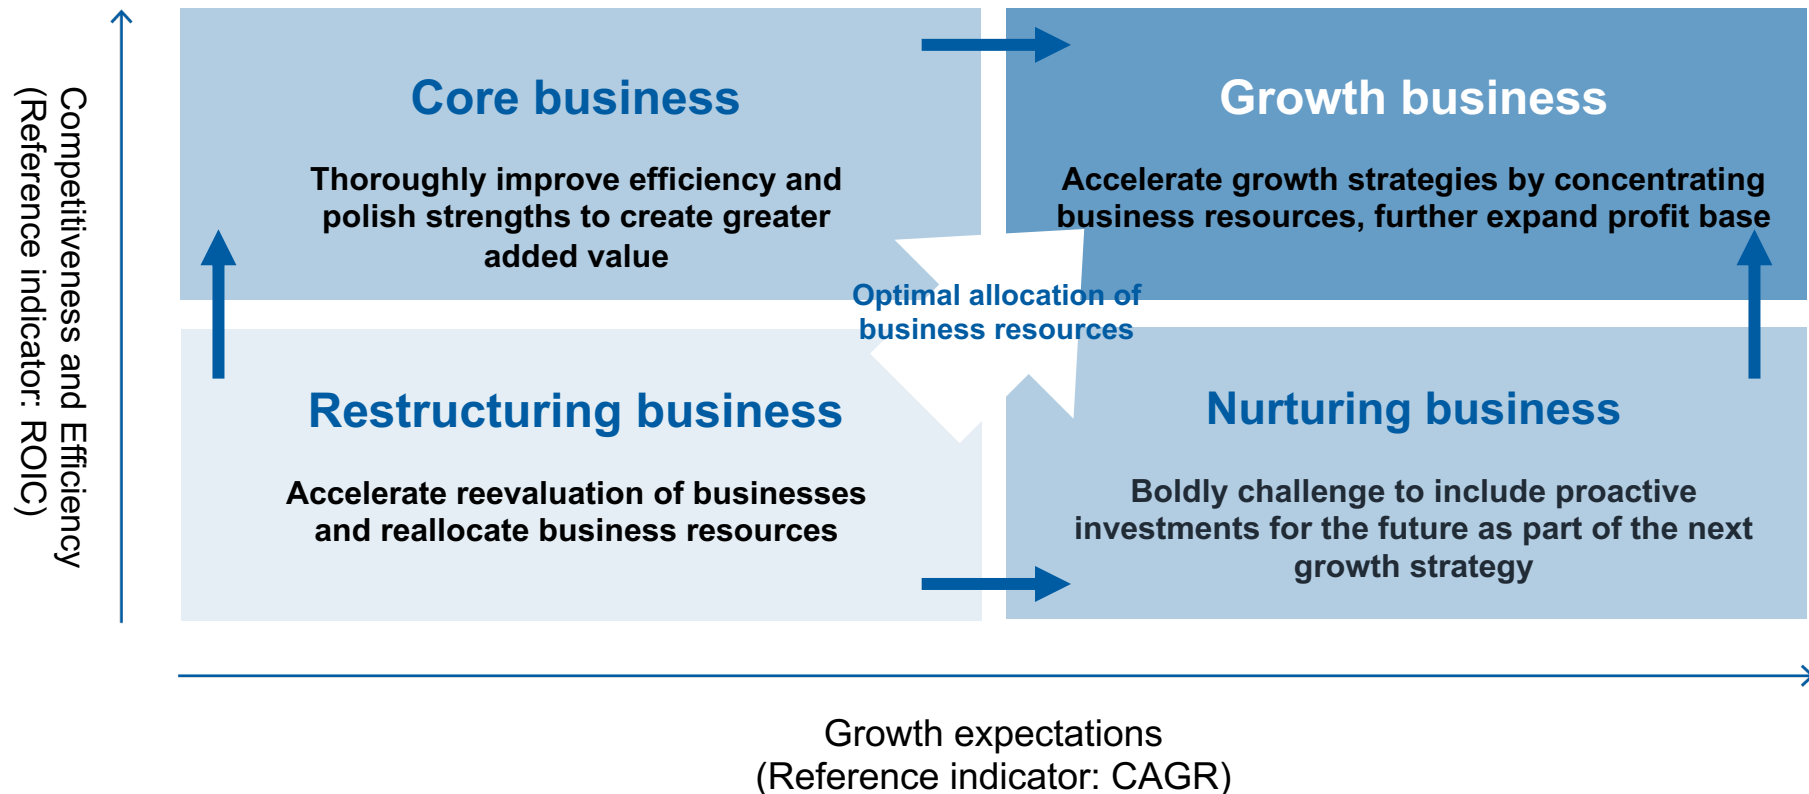 Competitiveness and Efficiency
(Reference indicator: ROIC)
Core business
Thoroughly improve efficiency and
polish strengths to create greater
added value
Growth business
Accelerate growth strategies by concentrating
business resources, further expand profit base
Optimal allocation of
business resources
Restructuring business
Accelerate reevaluation of businesses
and reallocate business resources
Nurturing business
Boldly challenge to include proactive
investments for the future as part of the next
growth strategy
Growth expectations
(Reference indicator: CAGR)